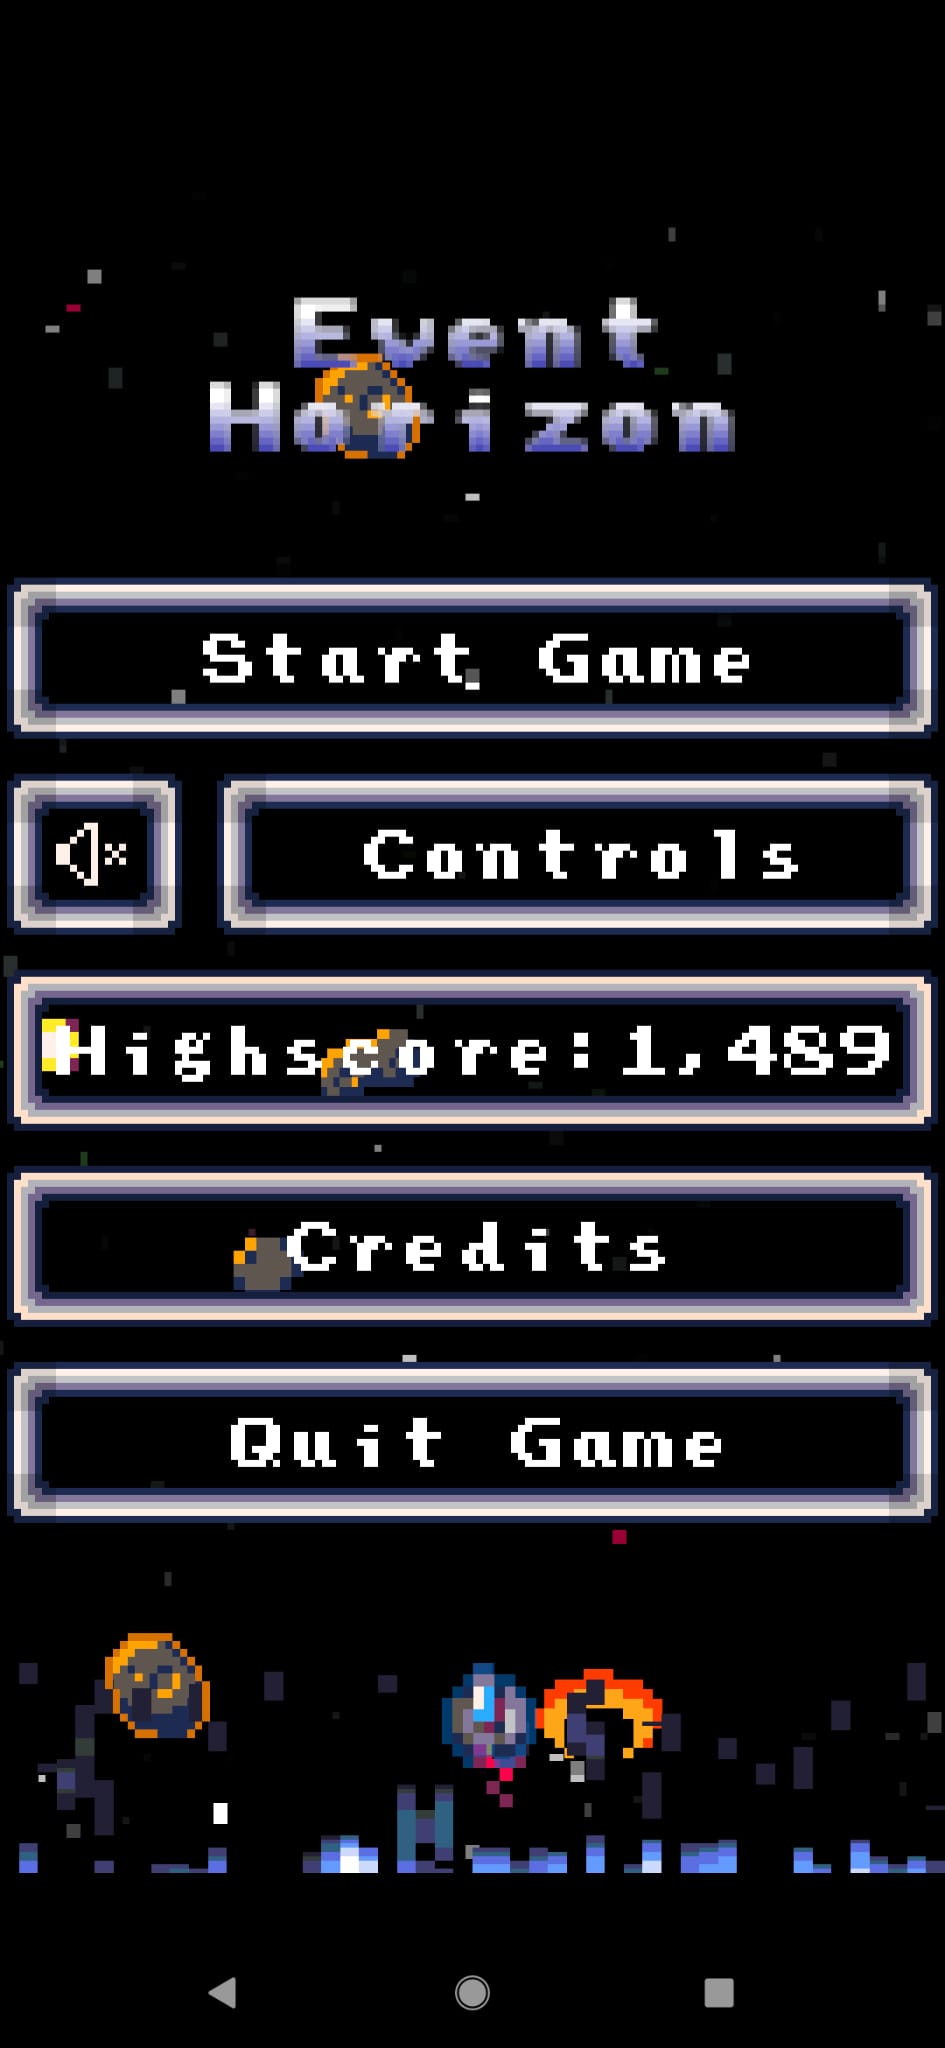 Event
Horizon
Start Game
Controls
Highscore:1,489
Credits
Quit Game